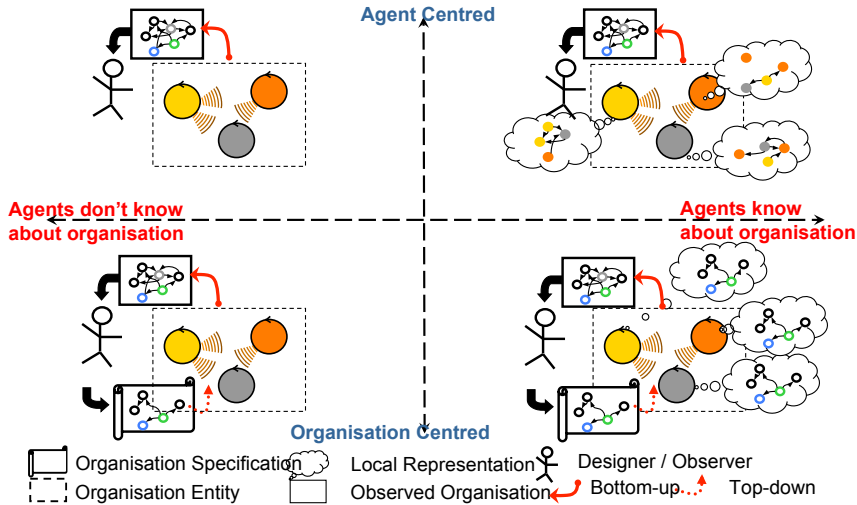 Agent Centred
Agents don't know
about organisation
Agents know
about organisation
Organisation Centred
Organisation Specification
Local Representation
Designer / Observer
Organisation Entity
Observed Organisation
Bottom-up
Top-down